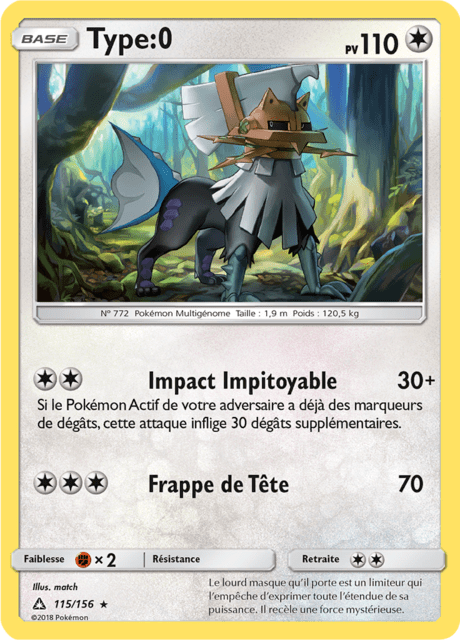 BASE Type:0 PV 110
N° 772 Pokémon Multigénome Taille : 1,9 m Poids : 120,5 kg
Impact Impitoyable 30+
Si le Pokémon Actif de votre adversaire a déjà des marqueurs
de dégâts, cette attaque inflige 30 dégâts supplémentaires.
Frappe de Tête 70
Faiblesse × 2 Résistance Retraite
Illus. match
115/156
©2018 Pokémon
Le lourd masque qu'il porte est un limiteur qui
l'empêche d'exprimer toute l'étendue de sa
puissance. Il recèle une force mystérieuse.